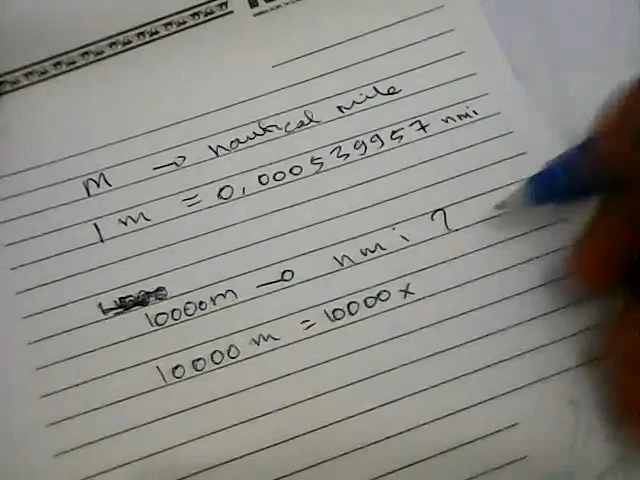 m → nautical mile
1 m = 0,000539957 nmi
10000m → nmi ?
10000 m = 10000 x